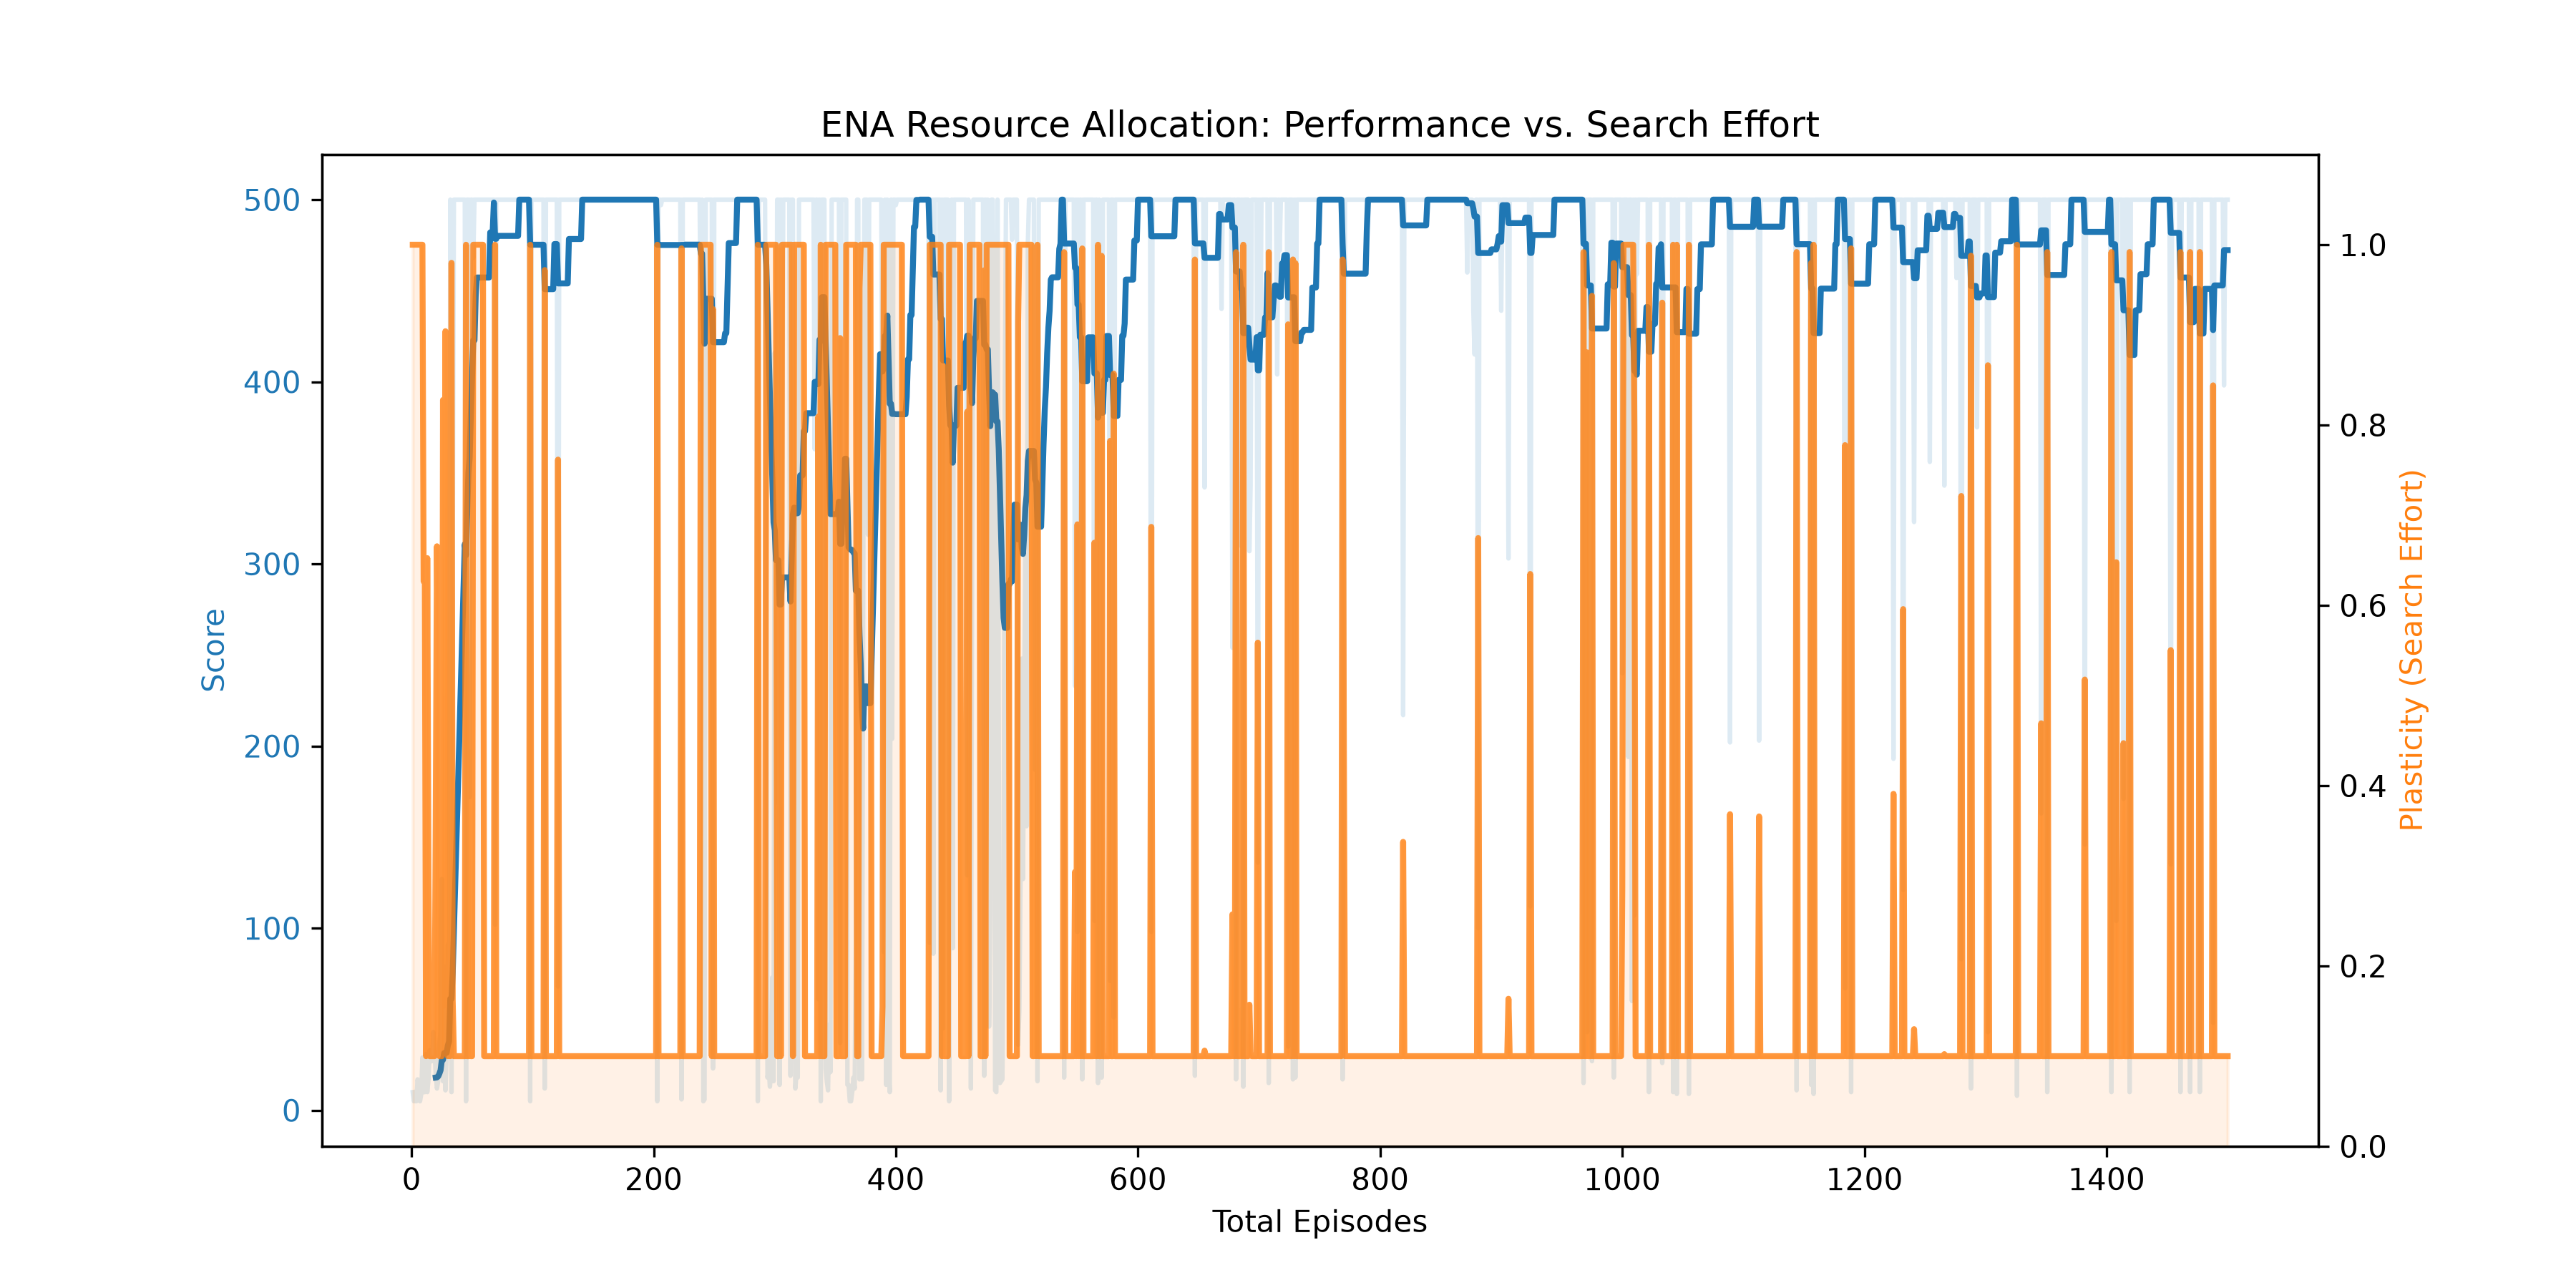 ENA Resource Allocation: Performance vs. Search Effort
500
400
300
200
100
0
Score
1.0
0.8
0.6
0.4
0.2
0.0
Plasticity (Search Effort)
0 200 400 600 800 1000 1200 1400
Total Episodes